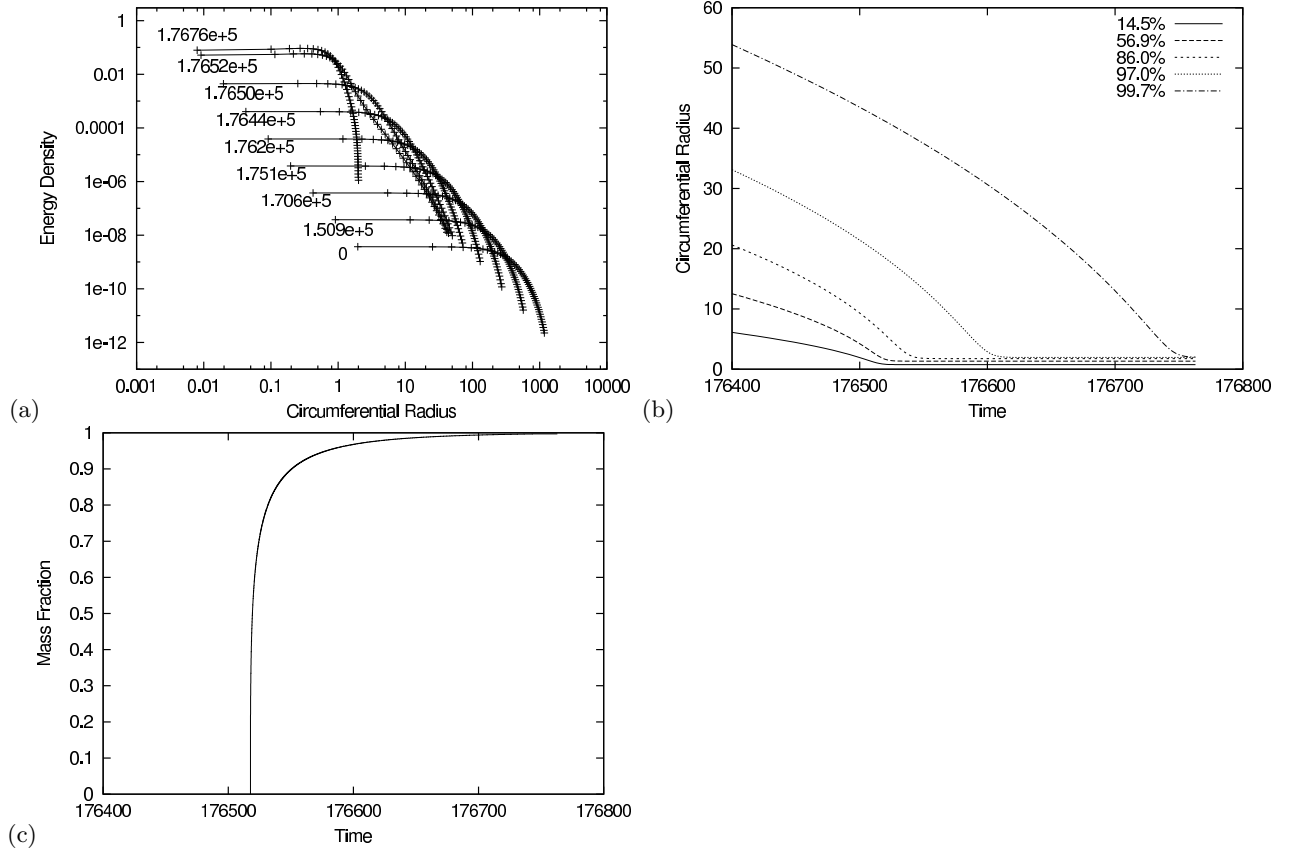 1
0.01
0.0001
1e-06
1e-08
1e-10
1e-12
Energy Density
1.7676e+5
1.7652e+5
1.7650e+5
1.7644e+5
1.762e+5
1.751e+5
1.706e+5
1.509e+5
0
0.001 0.01 0.1 1 10 100 1000 10000
Circumferential Radius
(a)
60
50
40
30
20
10
0
Circumferential Radius
14.5%
56.9%
86.0%
97.0%
99.7%
176400 176500 176600 176700 176800
Time
(b)
1
0.9
0.8
0.7
0.6
0.5
0.4
0.3
0.2
0.1
0
Mass Fraction
176400 176500 176600 176700 176800
Time
(c)